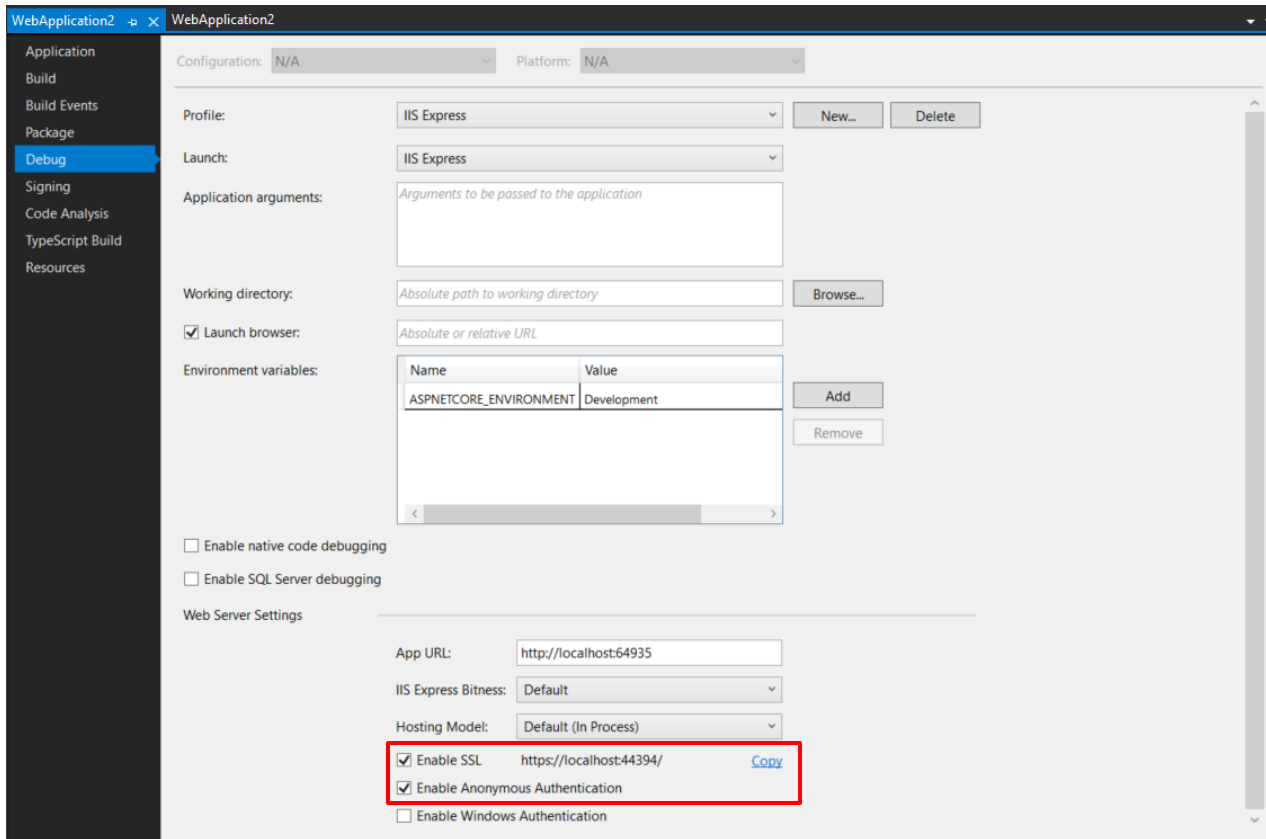 WebApplication2 WebApplication2
Application
Build
Build Events
Package
Debug
Signing
Code Analysis
TypeScript Build
Resources
Configuration: N/A Platform: N/A
Profile: IIS Express New... Delete
Launch: IIS Express
Application arguments: Arguments to be passed to the application
Working directory: Absolute path to working directory Browse...
Launch browser: Absolute or relative URL
Environment variables: Name Value
ASPNETCORE_ENVIRONMENT Development Add
Remove
Enable native code debugging
Enable SQL Server debugging
Web Server Settings
App URL: http://localhost:64935
IIS Express Bitness: Default
Hosting Model: Default (In Process)
Enable SSL https://localhost:44394/ Copy
Enable Anonymous Authentication
Enable Windows Authentication